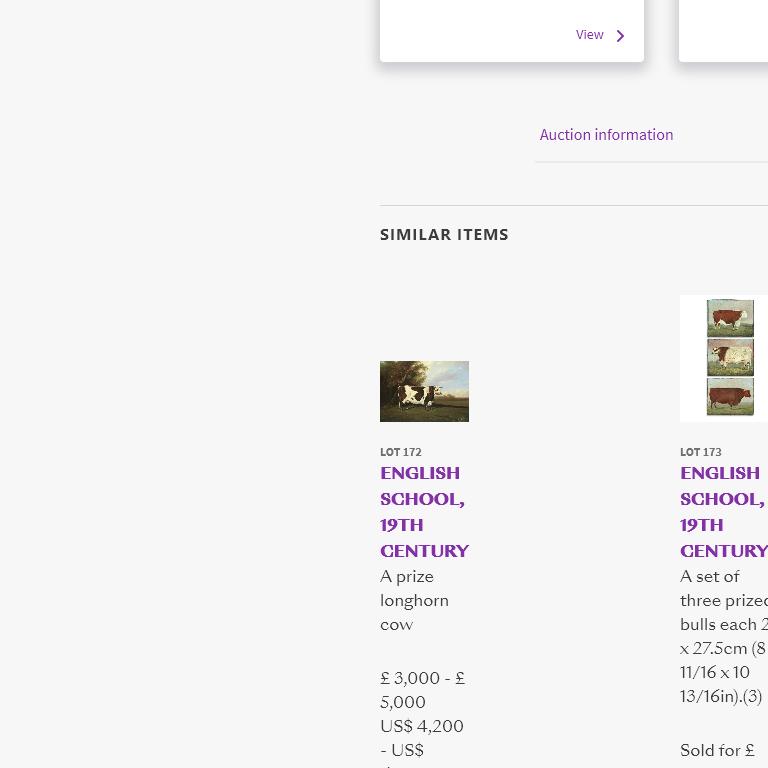 View
Auction information
SIMILAR ITEMS
LOT 172
ENGLISH
SCHOOL,
19TH
CENTURY
A prize
longhorn
cow
£ 3,000 - £
5,000
US$ 4,200
- US$
LOT 173
ENGLISH
SCHOOL,
19TH
CENTURY
A set of
three prized
bulls each 2
x 27.5cm (8
11/16 x 10
13/16in).(3)
Sold for £